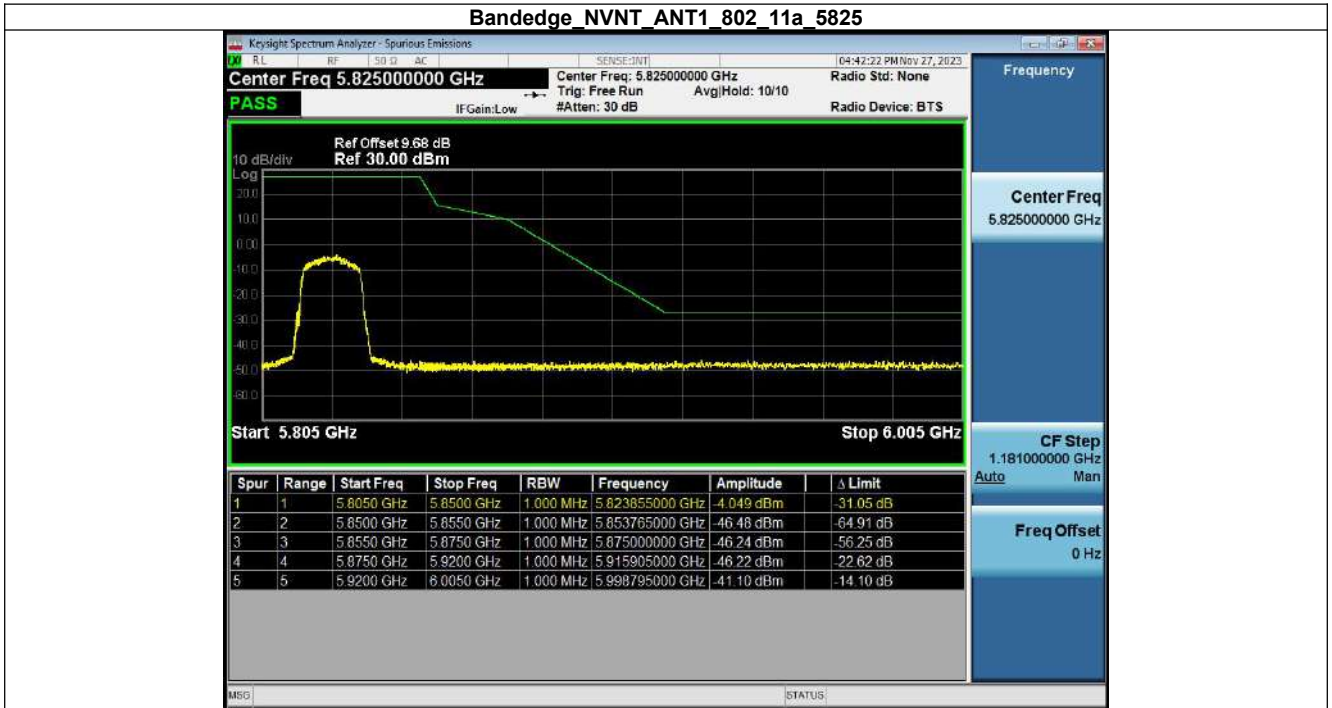 Bandedge_NVNT_ANT1_802_11a_5825
Keysight Spectrum Analyzer - Spurious Emissions
RL RF 50 Ω AC SENSE:INT 04:42:22 PM Nov 27, 2023
Center Freq 5.825000000 GHz Center Freq: 5.825000000 GHz Radio Std: None
Trig: Free Run Avg|Hold: 10/10
PASS IFGain:Low #Atten: 30 dB Radio Device: BTS
Frequency
Ref Offset 9.68 dB
10 dB/div Ref 30.00 dBm
Log
20.0
10.0
0.00
-10.0
-20.0
-30.0
-40.0
-50.0
-60.0
Start 5.805 GHz Stop 6.005 GHz
Center Freq
5.825000000 GHz
CF Step
1.181000000 GHz
Auto Man
Freq Offset
0 Hz
Spur Range Start Freq Stop Freq RBW Frequency Amplitude Δ Limit
1 1 5.8050 GHz 5.8500 GHz 1.000 MHz 5.823855000 GHz -4.049 dBm -31.05 dB
2 2 5.8500 GHz 5.8550 GHz 1.000 MHz 5.853765000 GHz -46.48 dBm -64.91 dB
3 3 5.8550 GHz 5.8750 GHz 1.000 MHz 5.875000000 GHz -46.24 dBm -56.25 dB
4 4 5.8750 GHz 5.9200 GHz 1.000 MHz 5.915905000 GHz -46.22 dBm -22.62 dB
5 5 5.9200 GHz 6.0050 GHz 1.000 MHz 5.998795000 GHz -41.10 dBm -14.10 dB
MSG STATUS